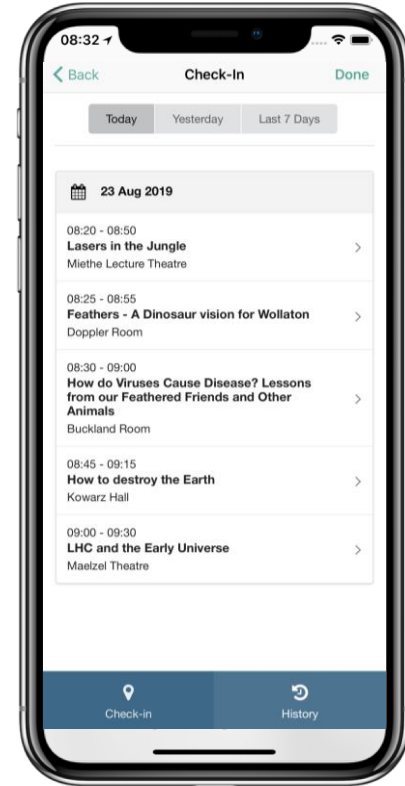 08:32
Back
Check-In
Done
Today
Yesterday
Last 7 Days
23 Aug 2019
08:20 - 08:50
Lasers in the Jungle
Miethe Lecture Theatre
08:25 - 08:55
Feathers - A Dinosaur vision for Wollaton
Doppler Room
08:30 - 09:00
How do Viruses Cause Disease? Lessons
from our Feathered Friends and Other
Animals
Buckland Room
08:45 - 09:15
How to destroy the Earth
Kowarz Hall
09:00 - 09:30
LHC and the Early Universe
Maelzel Theatre
Check-in
History